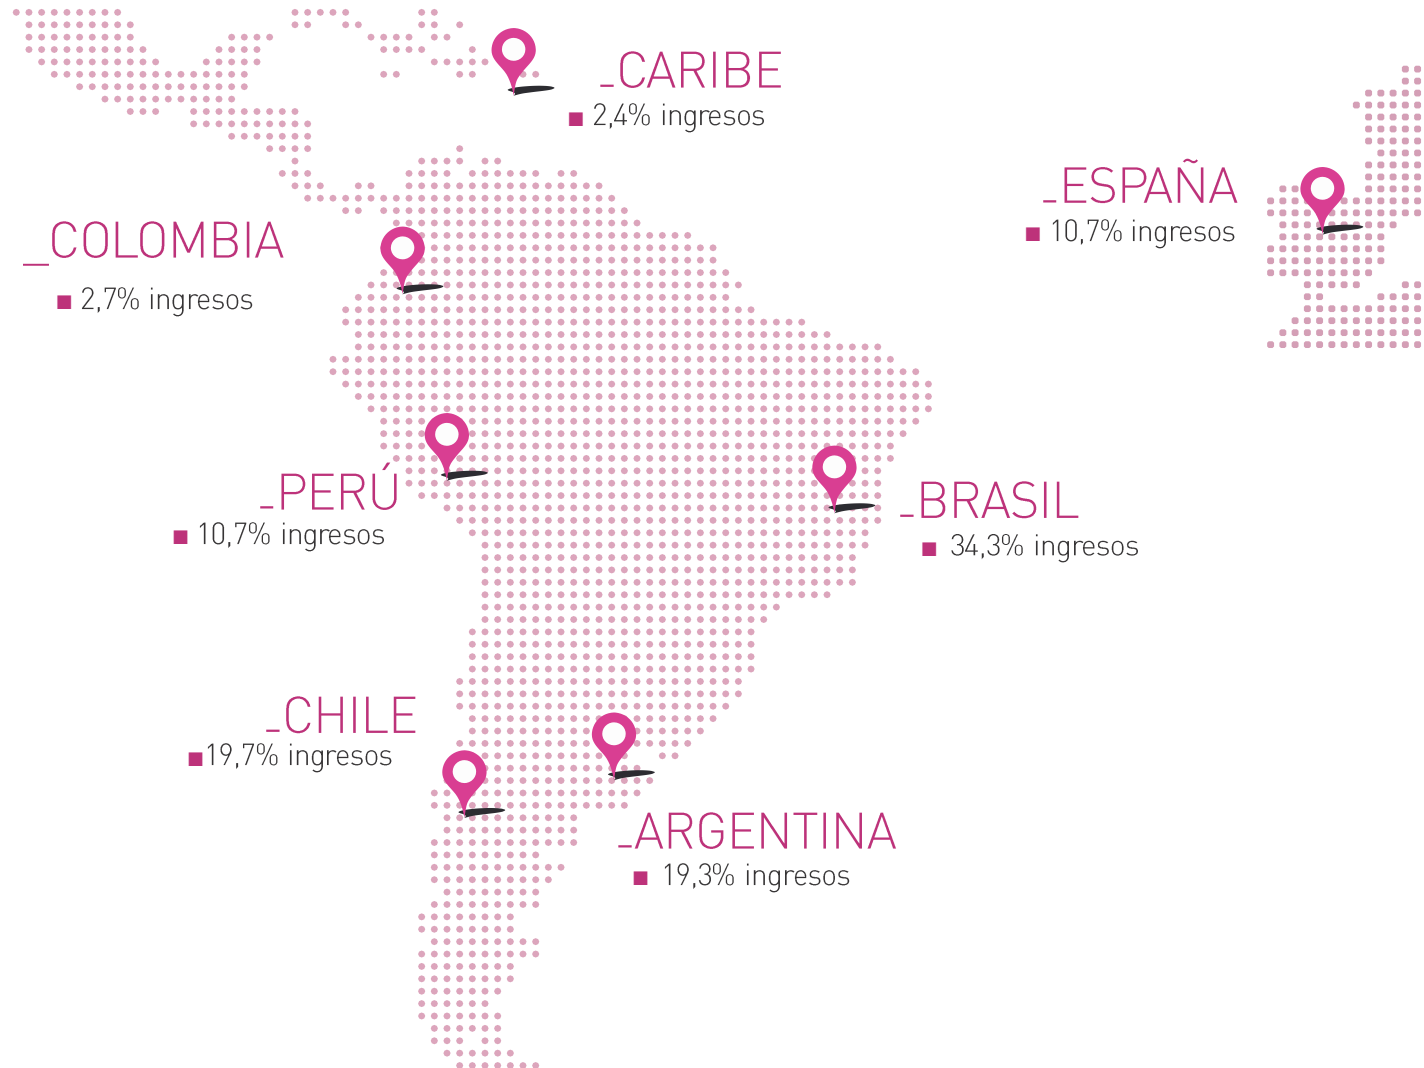 _CARIBE
■ 2,4% ingresos
_ESPAÑA
■ 10,7% ingresos
_COLOMBIA
■ 2,7% ingresos
_PERÚ
■ 10,7% ingresos
_BRASIL
■ 34,3% ingresos
_CHILE
■ 19,7% ingresos
_ARGENTINA
■ 19,3% ingresos